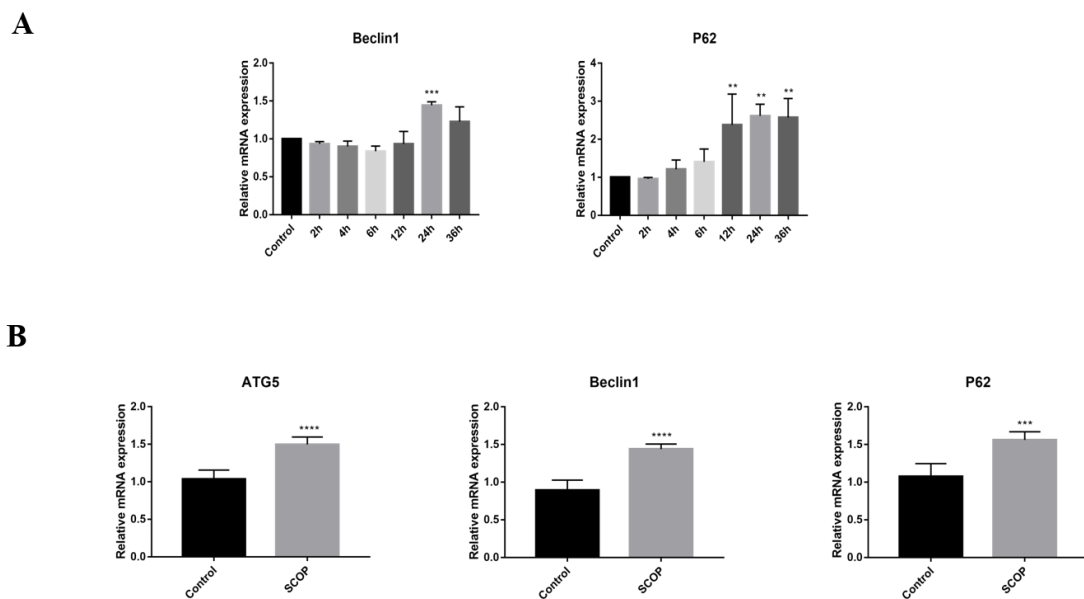 A
Beclin1
Relative mRNA expression
2.0
1.5
1.0
0.5
0.0
***
Control 2h 4h 6h 12h 24h 36h
P62
Relative mRNA expression
4
3
2
1
0
** ** **
Control 2h 4h 6h 12h 24h 36h
B
ATG5
Relative mRNA expression
2.0
1.5
1.0
0.5
0.0
****
Control SCOP
Beclin1
Relative mRNA expression
2.0
1.5
1.0
0.5
0.0
****
Control SCOP
P62
Relative mRNA expression
2.0
1.5
1.0
0.5
0.0
***
Control SCOP